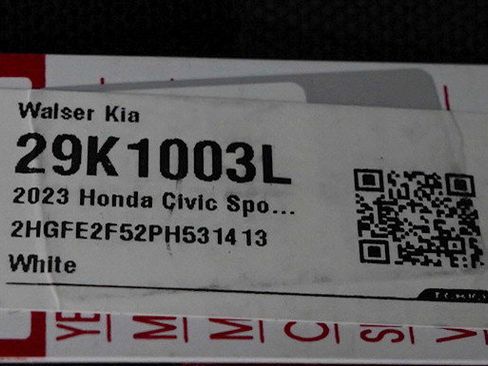 Walser Kia
29K1003L
2023 Honda Civic Spo...
2HGFE2F52PH531413
White